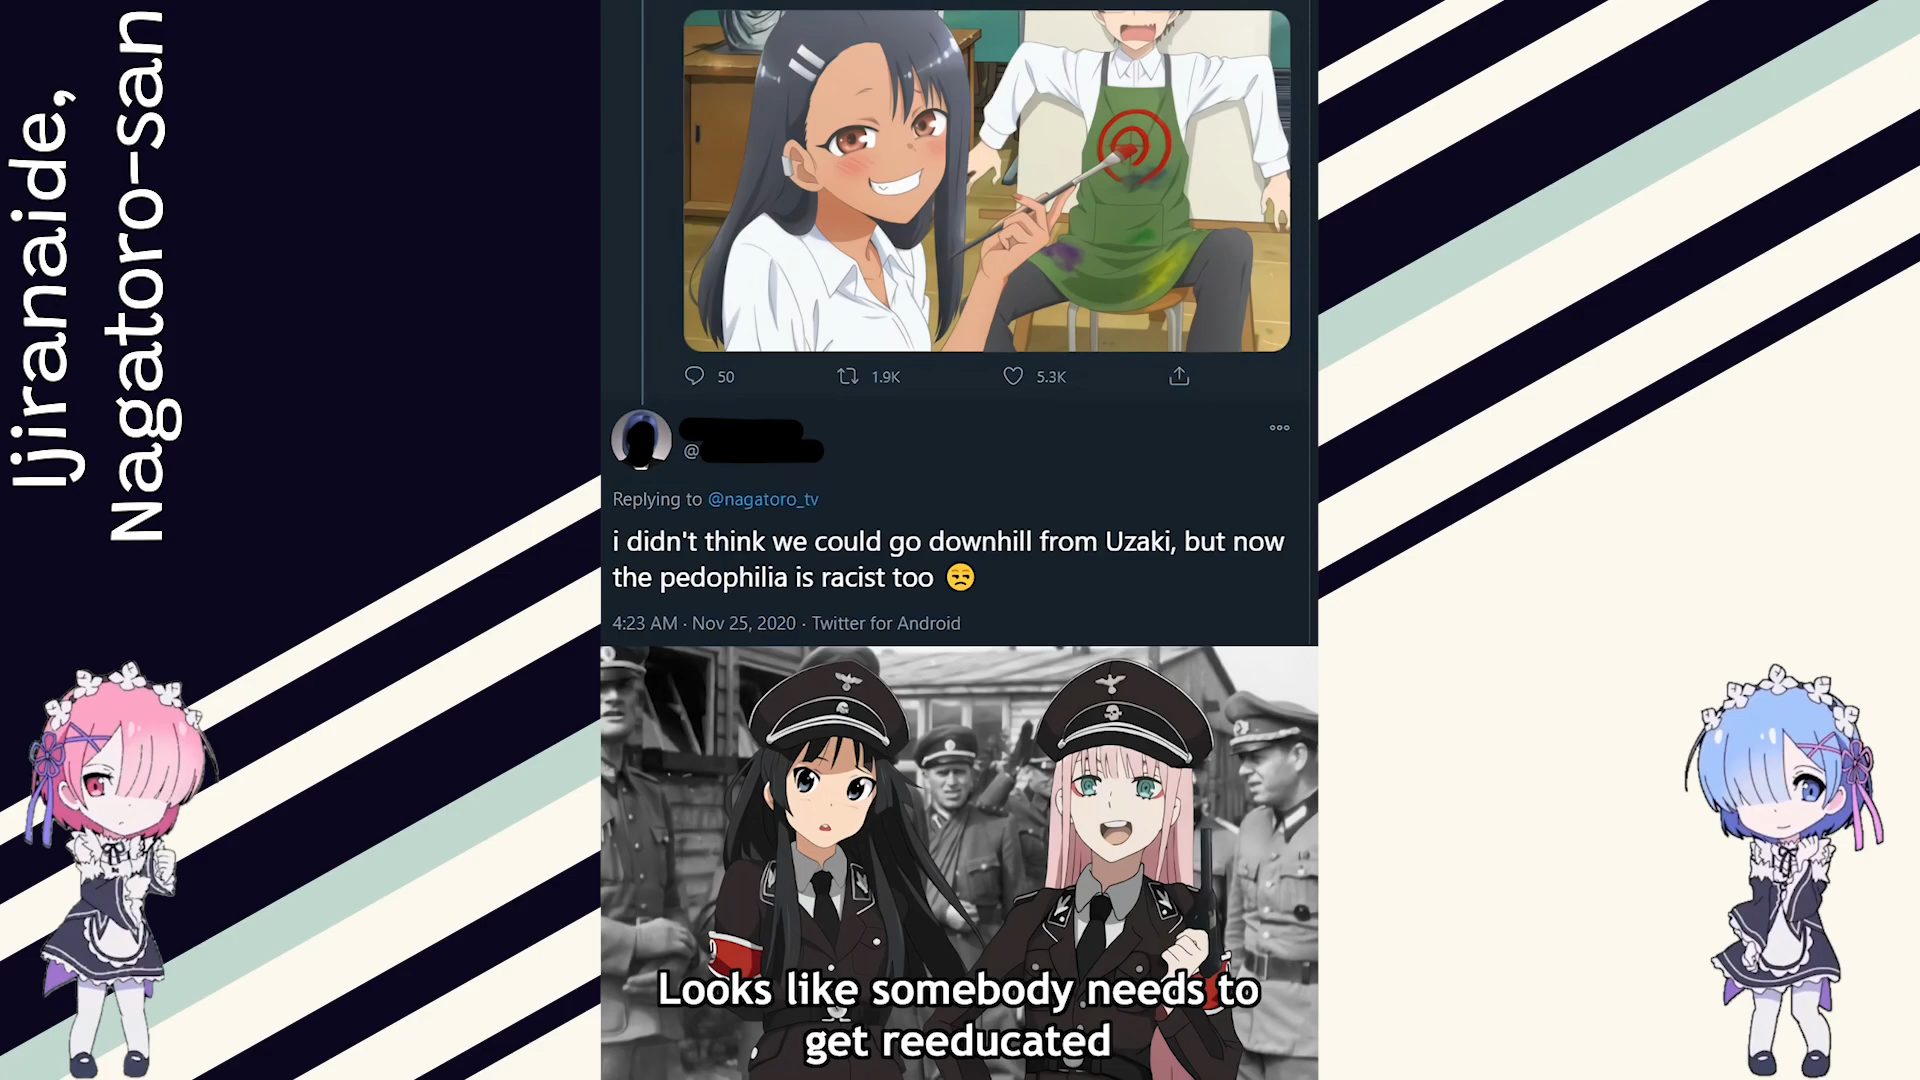 Ijiranaide,
Nagatoro-san
50
1.9K
5.3K
@
Replying to @nagatoro_tv
i didn't think we could go downhill from Uzaki, but now
the pedophilia is racist too 😒
4:23 AM · Nov 25, 2020 · Twitter for Android
Looks like somebody needs to
get reeducated